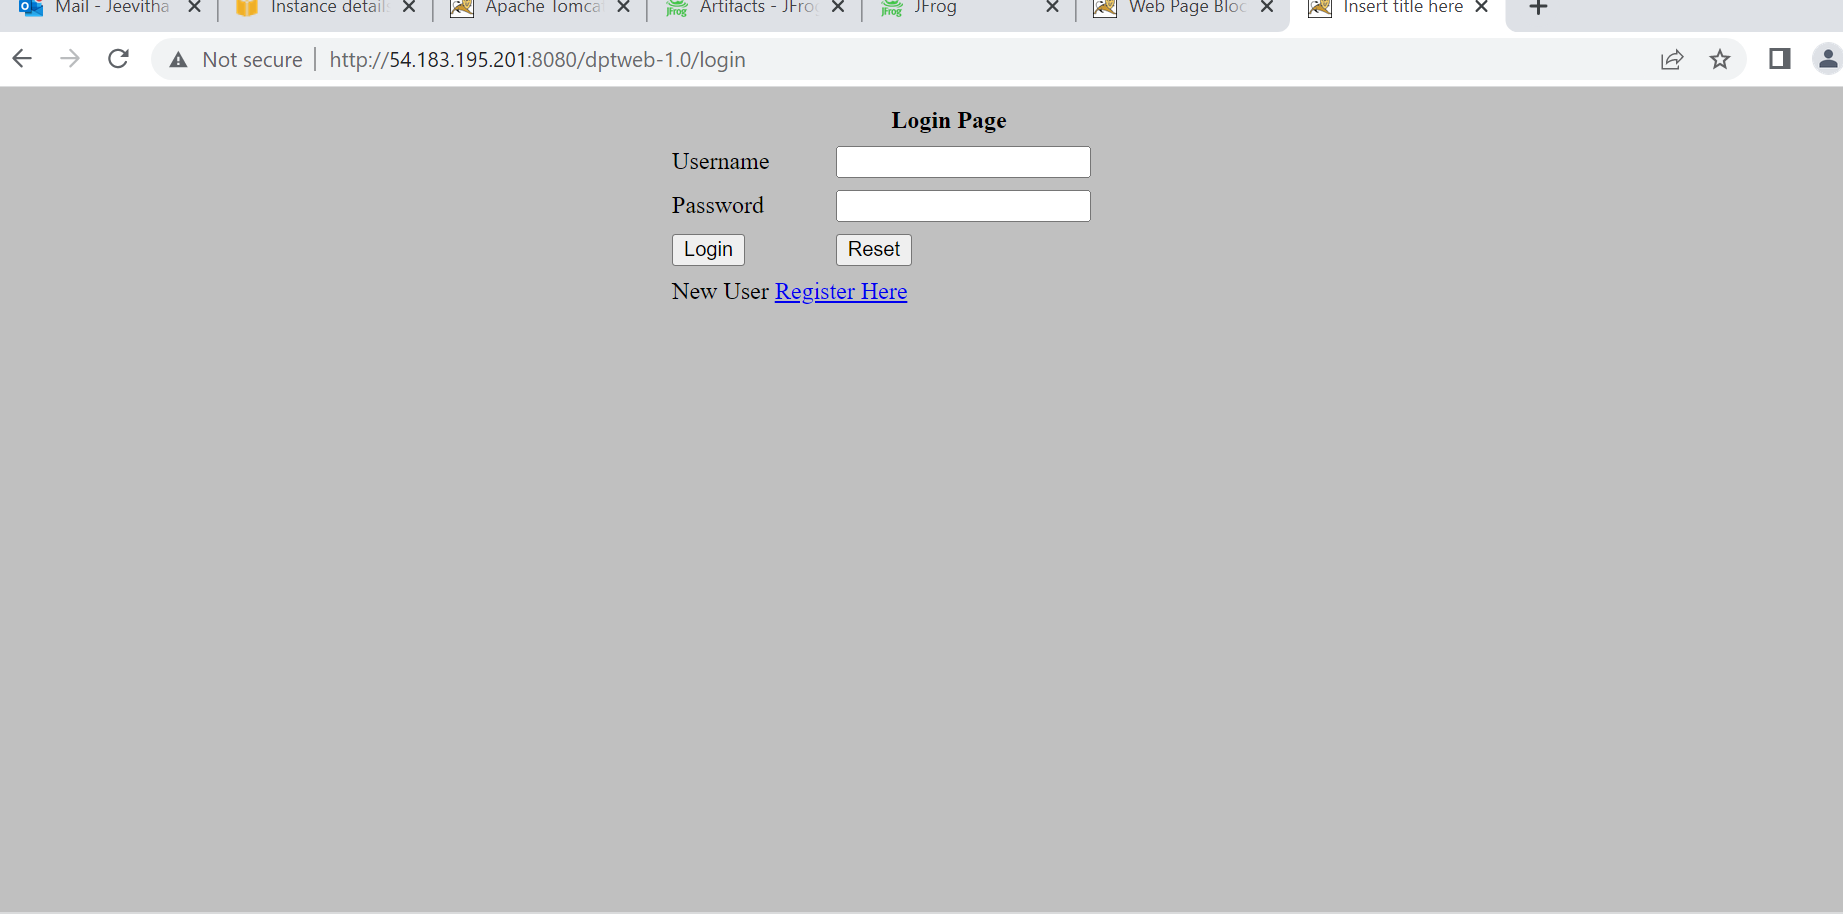 Mail - Jeevitha
Instance details
Apache Tomca
Artifacts - JFro
JFrog
Web Page Bloc
Insert title here
Not secure | http://54.183.195.201:8080/dptweb-1.0/login
Login Page
Username
Password
Login Reset
New User Register Here